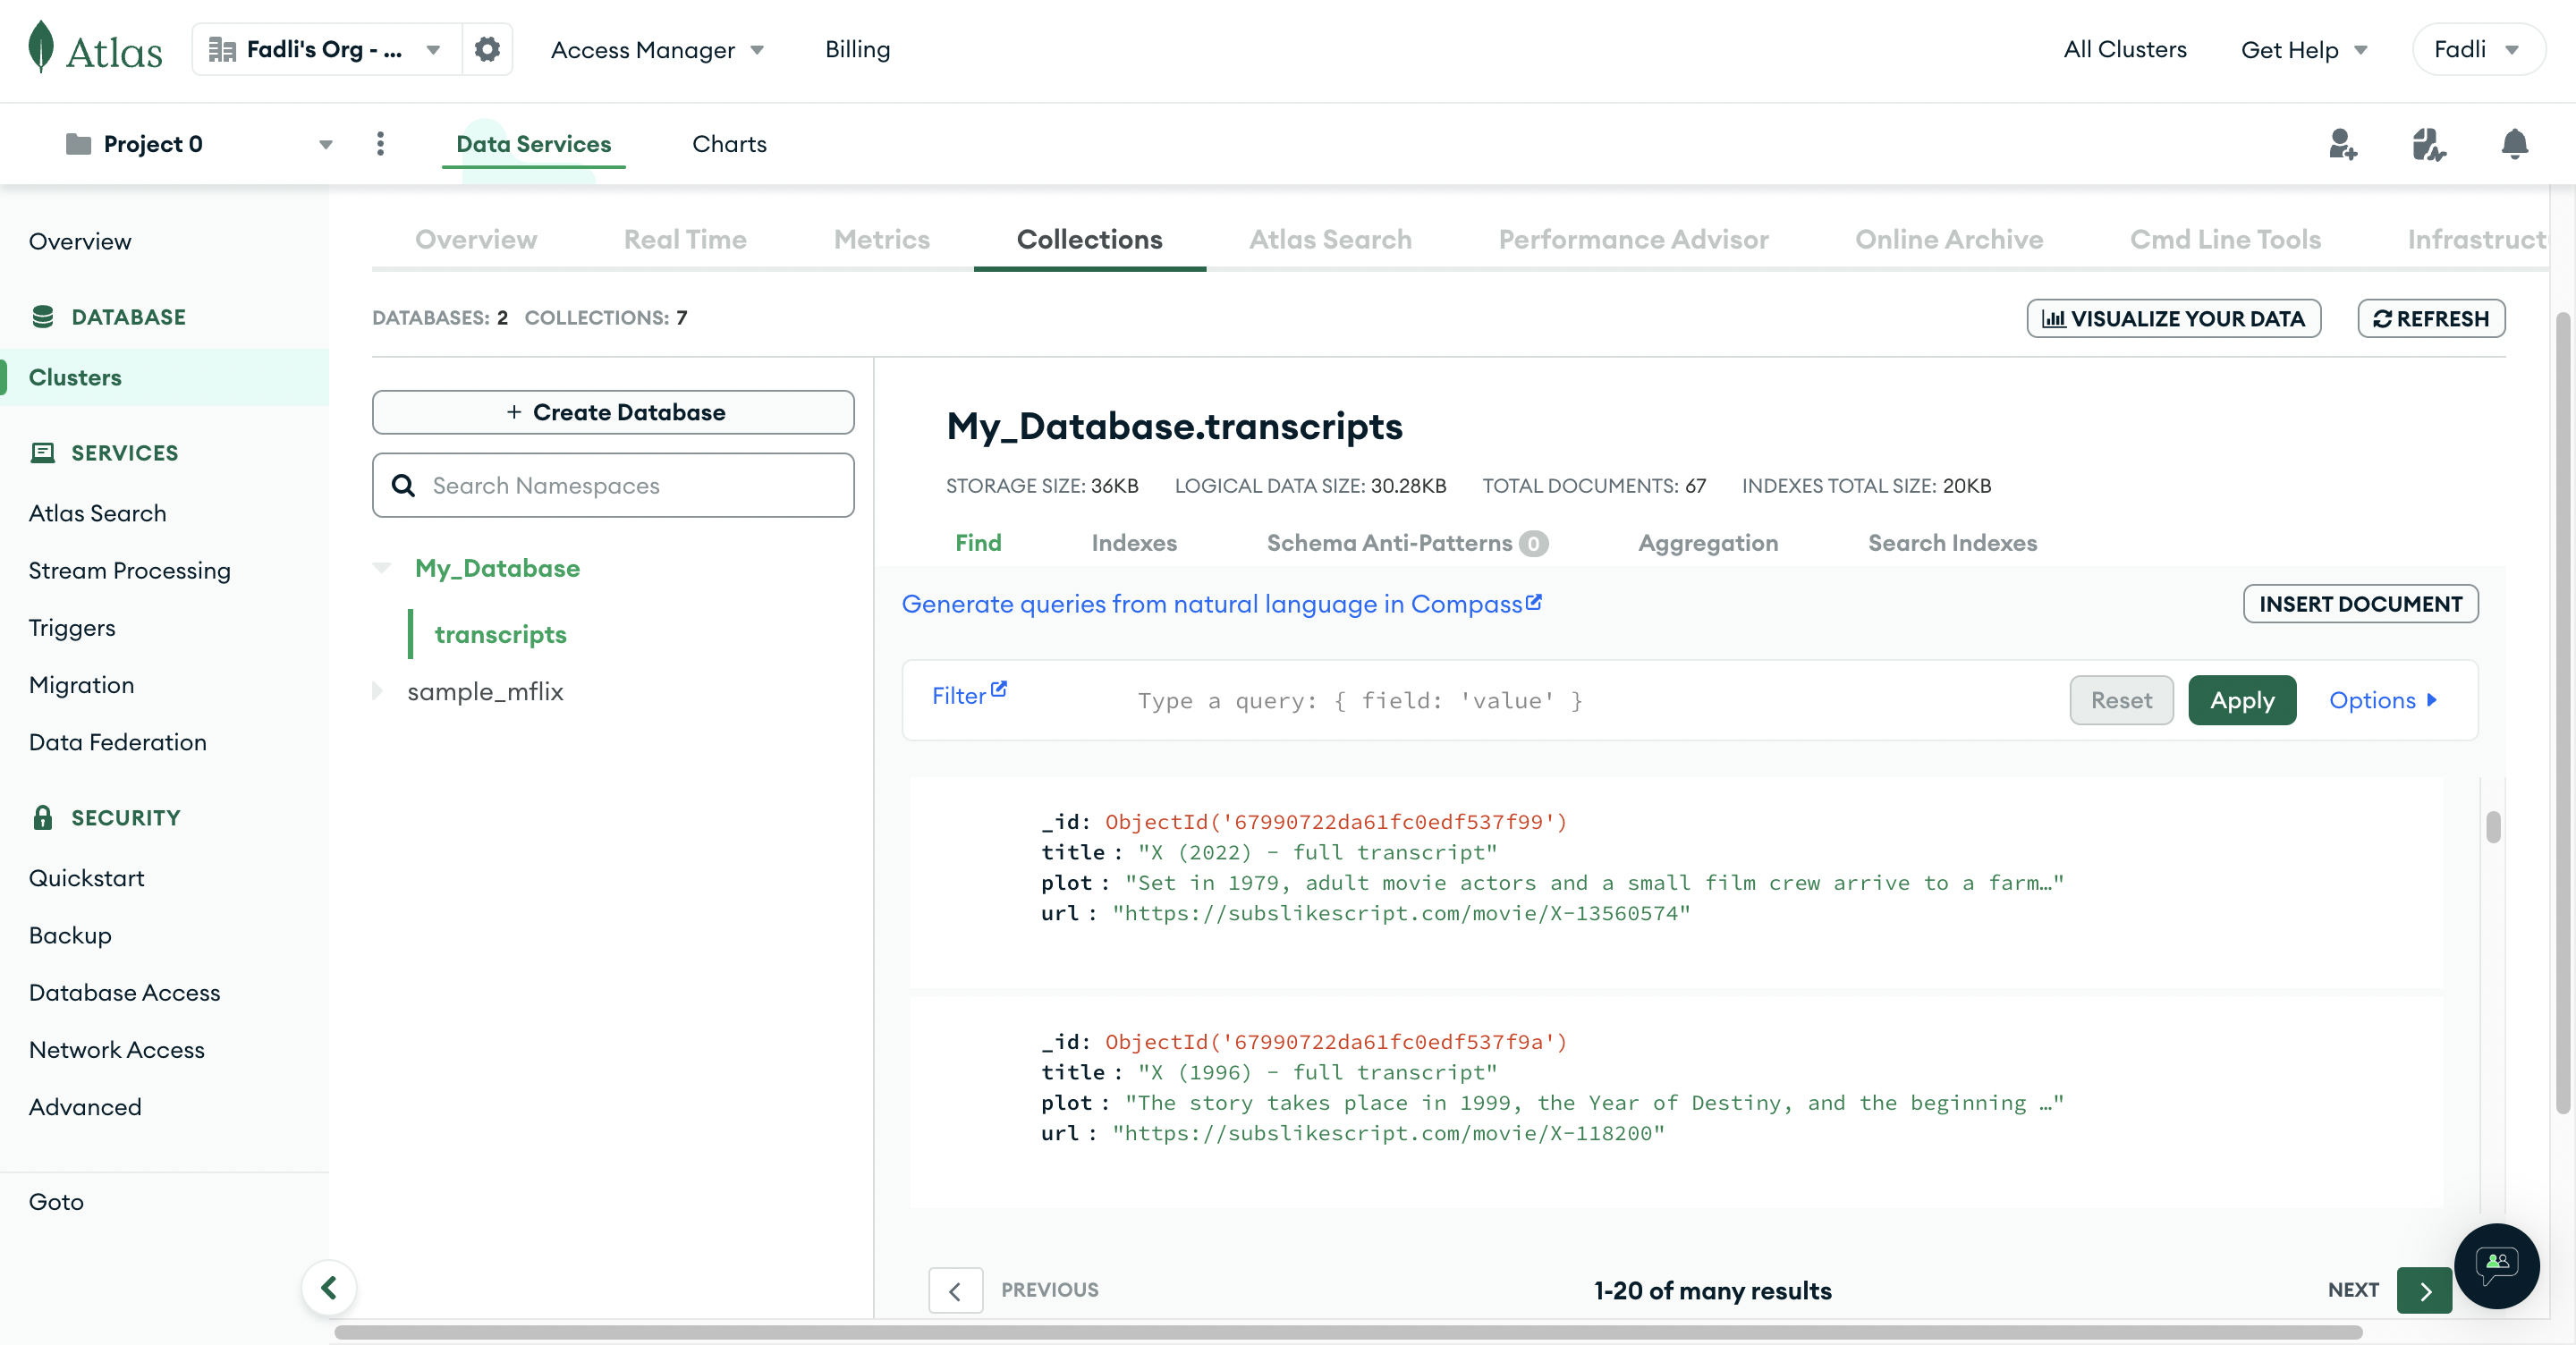 Atlas
Fadli's Org - ...
Access Manager
Billing
All Clusters
Get Help
Fadli
Project 0
Data Services
Charts
Overview
DATABASE
Clusters
SERVICES
Atlas Search
Stream Processing
Triggers
Migration
Data Federation
SECURITY
Quickstart
Backup
Database Access
Network Access
Advanced
Goto
Overview
Real Time
Metrics
Collections
Atlas Search
Performance Advisor
Online Archive
Cmd Line Tools
Infrastruct
DATABASES: 2 COLLECTIONS: 7
VISUALIZE YOUR DATA
REFRESH
+ Create Database
Search Namespaces
My_Database
transcripts
sample_mflix
My_Database.transcripts
STORAGE SIZE: 36KB LOGICAL DATA SIZE: 30.28KB TOTAL DOCUMENTS: 67 INDEXES TOTAL SIZE: 20KB
Find
Indexes
Schema Anti-Patterns 0
Aggregation
Search Indexes
Generate queries from natural language in Compass
INSERT DOCUMENT
Filter
Type a query: { field: 'value' }
Reset
Apply
Options
_id: ObjectId('67990722da61fc0edf537f99')
title : "X (2022) - full transcript"
plot : "Set in 1979, adult movie actors and a small film crew arrive to a farm…"
url : "https://subslikescript.com/movie/X-13560574"
_id: ObjectId('67990722da61fc0edf537f9a')
title : "X (1996) - full transcript"
plot : "The story takes place in 1999, the Year of Destiny, and the beginning …"
url : "https://subslikescript.com/movie/X-118200"
PREVIOUS
1-20 of many results
NEXT